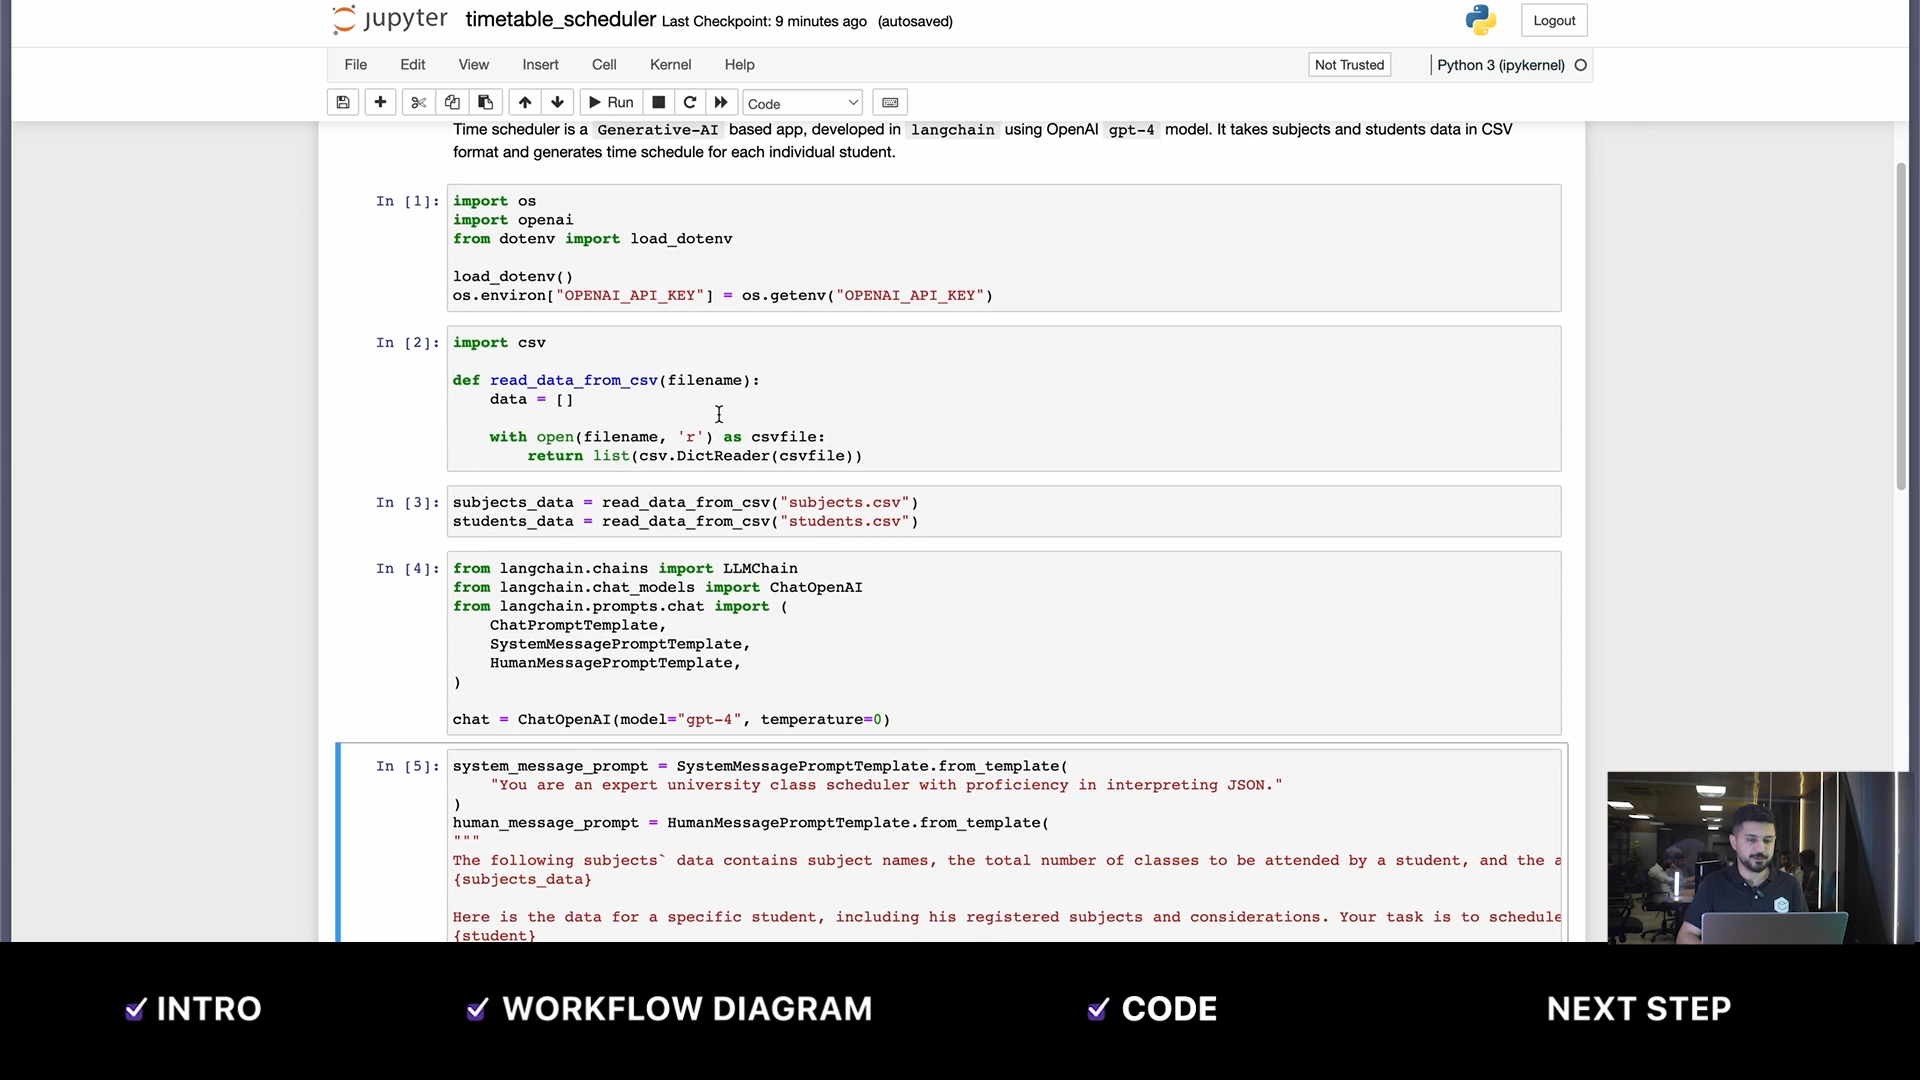 jupyter timetable_scheduler Last Checkpoint: 9 minutes ago (autosaved)
Logout
File Edit View Insert Cell Kernel Help
Not Trusted
Python 3 (ipykernel)
Run
Code
Time scheduler is a Generative-AI based app, developed in langchain using OpenAI gpt-4 model. It takes subjects and students data in CSV
format and generates time schedule for each individual student.
In [1]: import os
import openai
from dotenv import load_dotenv
load_dotenv()
os.environ["OPENAI_API_KEY"] = os.getenv("OPENAI_API_KEY")
In [2]: import csv
def read_data_from_csv(filename):
data = []
with open(filename, 'r') as csvfile:
return list(csv.DictReader(csvfile))
In [3]: subjects_data = read_data_from_csv("subjects.csv")
students_data = read_data_from_csv("students.csv")
In [4]: from langchain.chains import LLMChain
from langchain.chat_models import ChatOpenAI
from langchain.prompts.chat import (
ChatPromptTemplate,
SystemMessagePromptTemplate,
HumanMessagePromptTemplate,
)
chat = ChatOpenAI(model="gpt-4", temperature=0)
In [5]: system_message_prompt = SystemMessagePromptTemplate.from_template(
"You are an expert university class scheduler with proficiency in interpreting JSON."
)
human_message_prompt = HumanMessagePromptTemplate.from_template(
"""
The following subjects` data contains subject names, the total number of classes to be attended by a student, and the a
{subjects_data}
Here is the data for a specific student, including his registered subjects and considerations. Your task is to schedule
{student}
INTRO
WORKFLOW DIAGRAM
CODE
NEXT STEP